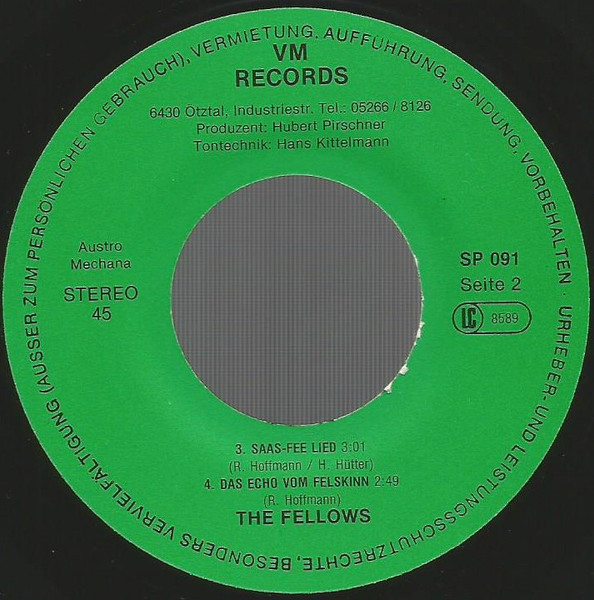 URHEBER- UND LEISTUNGSSCHUTZRECHTE, BESONDERS VERVIELFÄLTIGUNG (AUSSER ZUM PERSÖNLICHEN GEBRAUCH), VERMIETUNG, AUFFÜHRUNG, SENDUNG, VORBEHALTEN ·
VM
RECORDS
6430 Ötztal, Industriestr. Tel.: 05266 / 8126
Produzent: Hubert Pirschner
Tontechnik: Hans Kittelmann
Austro
Mechana
STEREO
45
SP 091
Seite 2
LC 8589
3. SAAS-FEE LIED 3:01
(R. Hoffmann / H. Hütter)
4. DAS ECHO VOM FELSKINN 2:49
(R. Hoffmann)
THE FELLOWS